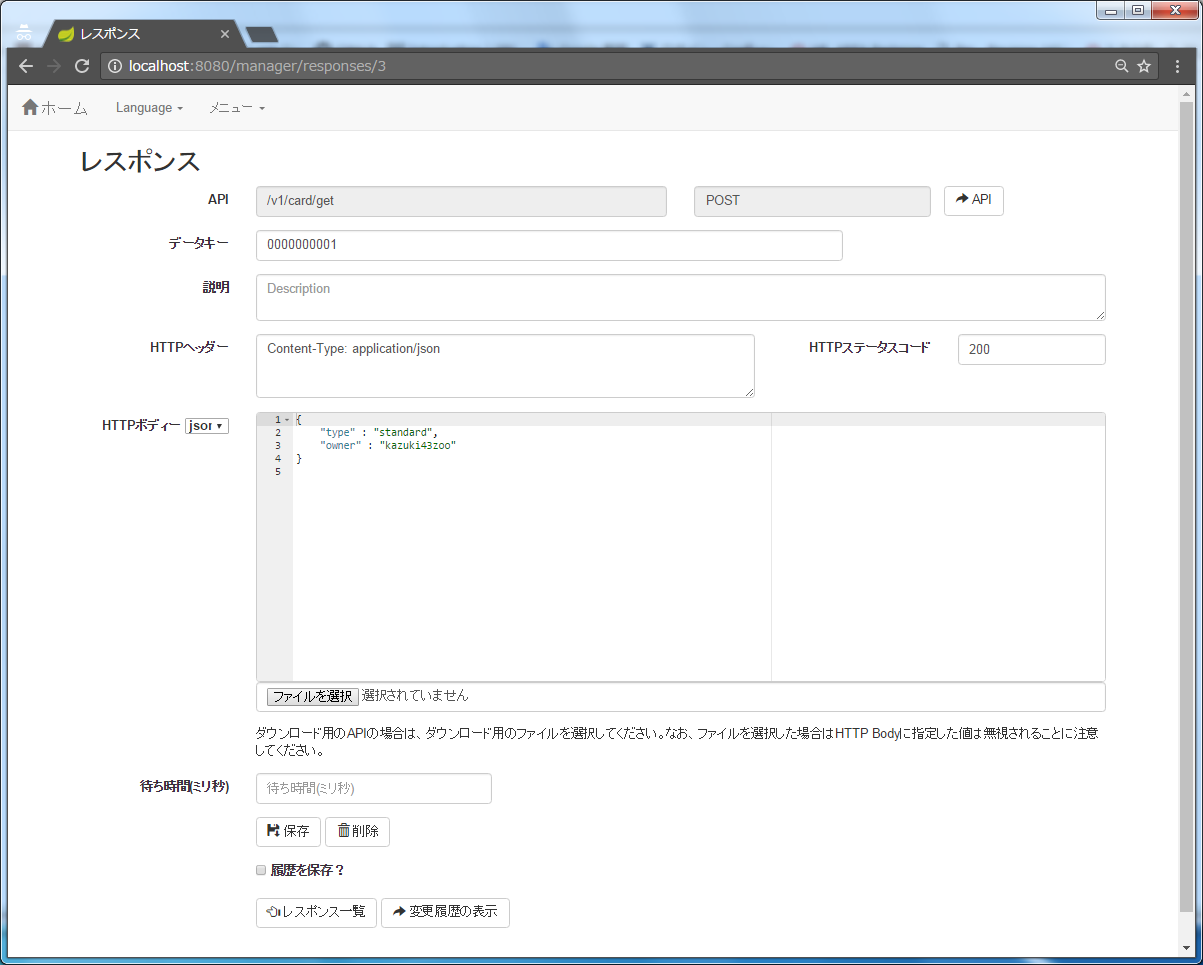 レスポンス
localhost:8080/manager/responses/3
ホーム Language メニュー
レスポンス
API /v1/card/get POST API
データキー 0000000001
説明 Description
HTTPヘッダー Content-Type: application/json HTTPステータスコード 200
HTTPボディー json
1 {
2 "type" : "standard",
3 "owner" : "kazuki43zoo"
4 }
5
ファイルを選択 選択されていません
ダウンロード用のAPIの場合は、ダウンロード用のファイルを選択してください。なお、ファイルを選択した場合はHTTP Bodyに指定した値は無視されることに注意
してください。
待ち時間(ミリ秒) 待ち時間(ミリ秒)
保存 削除
履歴を保存？
レスポンス一覧 変更履歴の表示